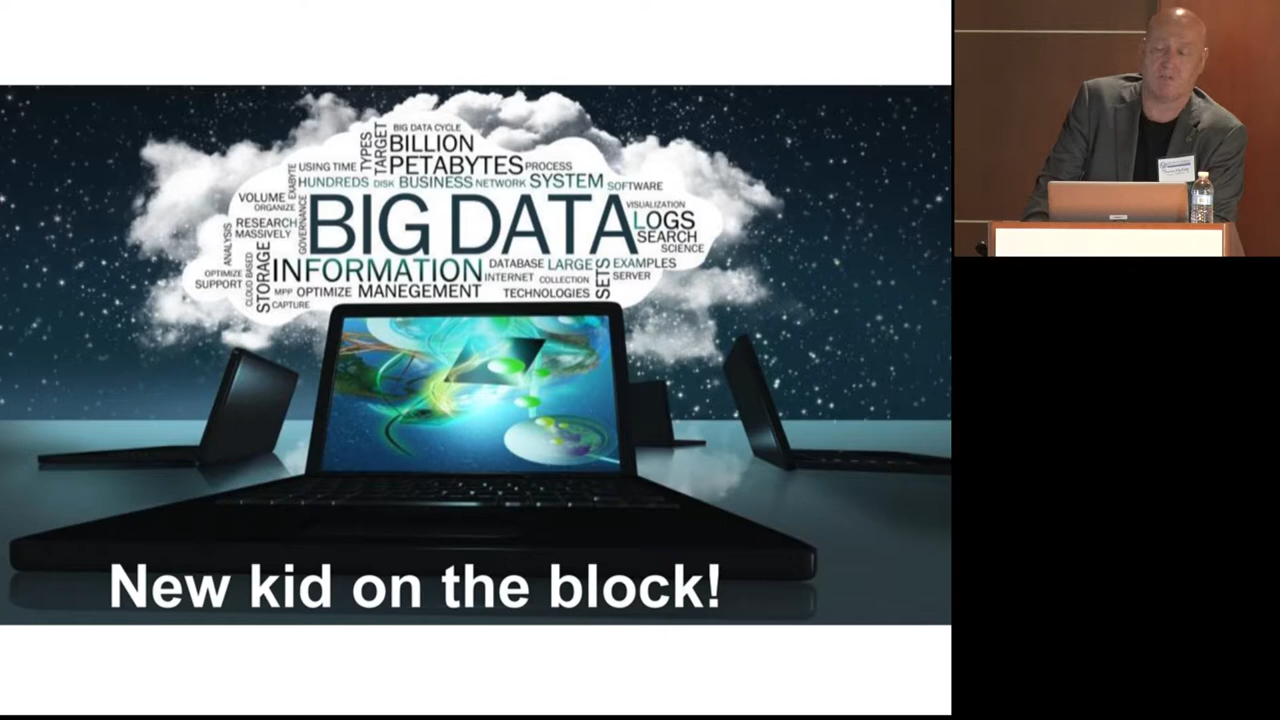 BIG DATA CYCLE
BILLION
TYPES
TARGET
USING TIME
PETABYTES
PROCESS
EXABYTE
HUNDREDS
DISK
BUSINESS
NETWORK
SYSTEM
SOFTWARE
VOLUME
ORGANIZE
GOVERNANCE
BIG DATA
VISUALIZATION
LOGS
RESEARCH
MASSIVELY
SEARCH
SCIENCE
ANALYSIS
STORAGE
INFORMATION
DATABASE
LARGE
SETS
EXAMPLES
OPTIMIZE
SUPPORT
CLOUD BASED
INTERNET
COLLECTION
SERVER
MPP
OPTIMIZE
MANEGEMENT
TECHNOLOGIES
CAPTURE
New kid on the block!